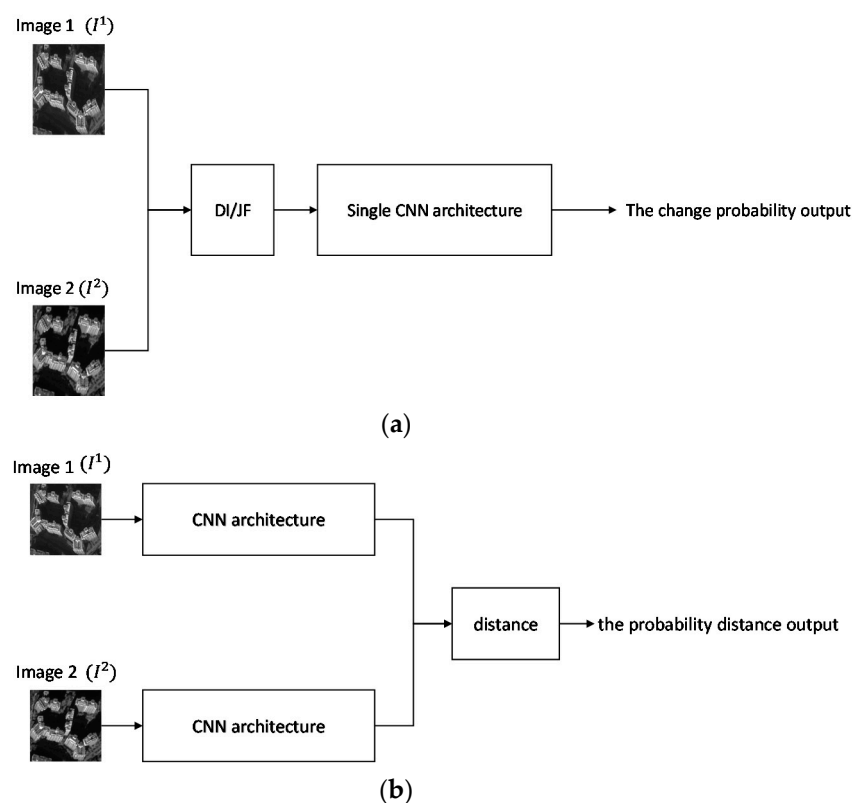 Image 1 (I¹)
DI/JF
Single CNN architecture
The change probability output
Image 2 (I²)
(a)
Image 1 (I¹)
CNN architecture
distance
the probability distance output
Image 2 (I²)
CNN architecture
(b)